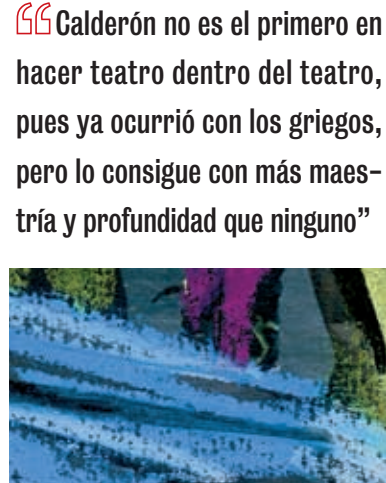 “Calderón no es el primero en
hacer teatro dentro del teatro,
pues ya ocurrió con los griegos,
pero lo consigue con más maes-
tría y profundidad que ninguno”